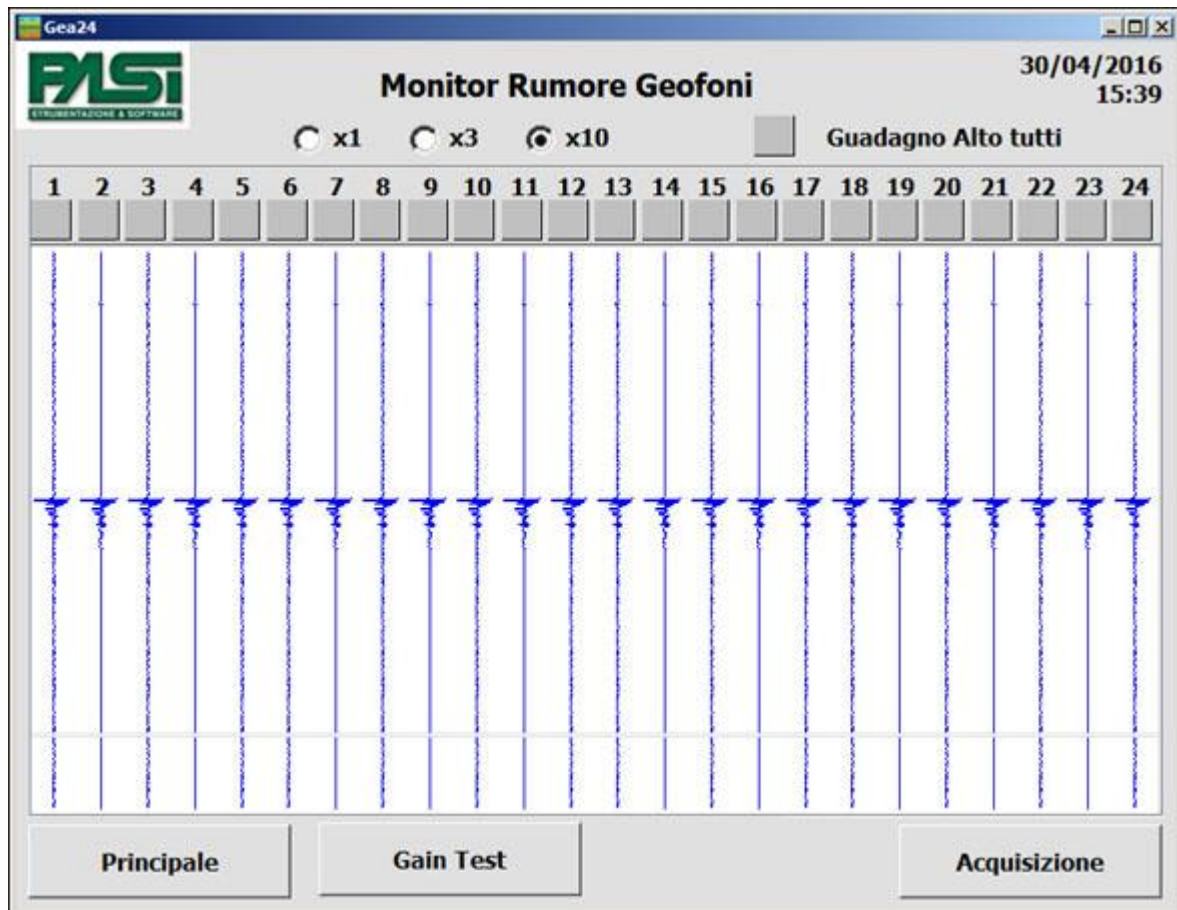 Gea24
PASI
STRUMENTAZIONE & SOFTWARE
Monitor Rumore Geofoni
30/04/2016
15:39
x1 x3 x10 Guadagno Alto tutti
1 2 3 4 5 6 7 8 9 10 11 12 13 14 15 16 17 18 19 20 21 22 23 24
Principale Gain Test Acquisizione